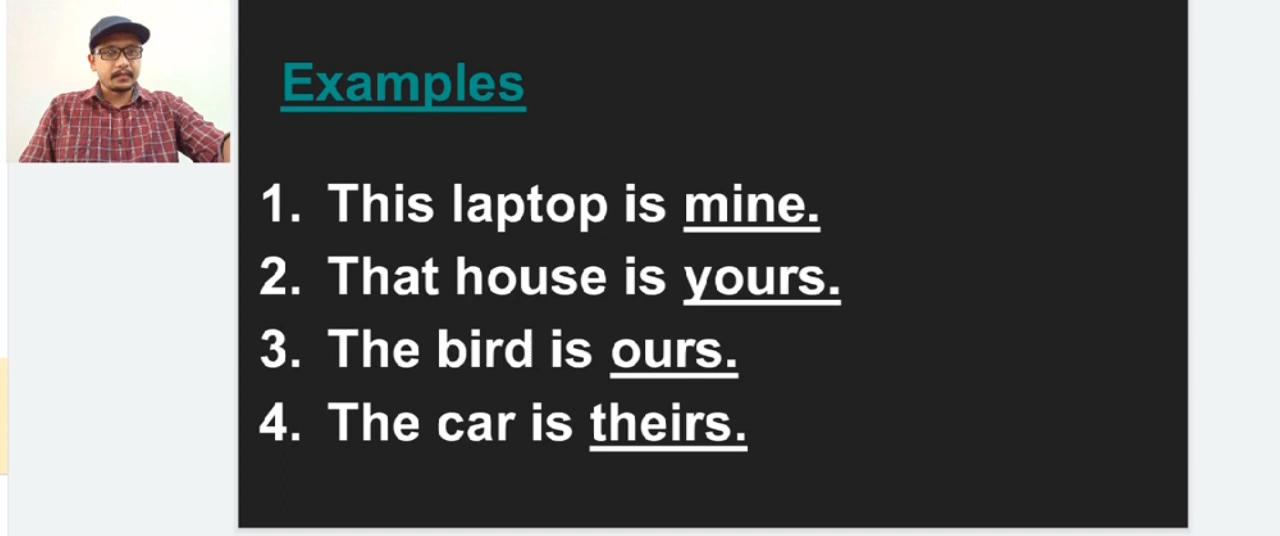 Examples
1. This laptop is mine.
2. That house is yours.
3. The bird is ours.
4. The car is theirs.